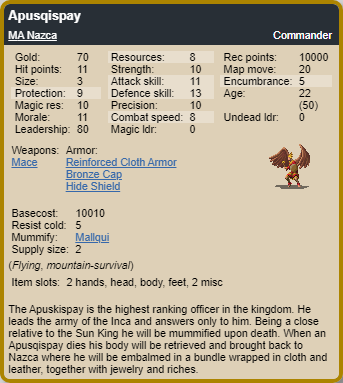 Apusqispay
MA Nazca Commander
Gold: 70 Resources: 8 Rec points: 10000
Hit points: 11 Strength: 10 Map move: 20
Size: 3 Attack skill: 11 Encumbrance: 5
Protection: 9 Defence skill: 13 Age: 22
Magic res: 10 Precision: 10 (50)
Morale: 11 Combat speed: 8 Undead ldr: 0
Leadership: 80 Magic ldr: 0
Weapons: Armor:
Mace Reinforced Cloth Armor
Bronze Cap
Hide Shield
Basecost: 10010
Resist cold: 5
Mummify: Mallqui
Supply size: 2
(Flying, mountain-survival)
Item slots: 2 hands, head, body, feet, 2 misc
The Apuskispay is the highest ranking officer in the kingdom. He
leads the army of the Inca and answers only to him. Being a close
relative to the Sun King he will be mummified upon death. When an
Apusqispay dies his body will be retrieved and brought back to
Nazca where he will be embalmed in a bundle wrapped in cloth and
leather, together with jewelry and riches.